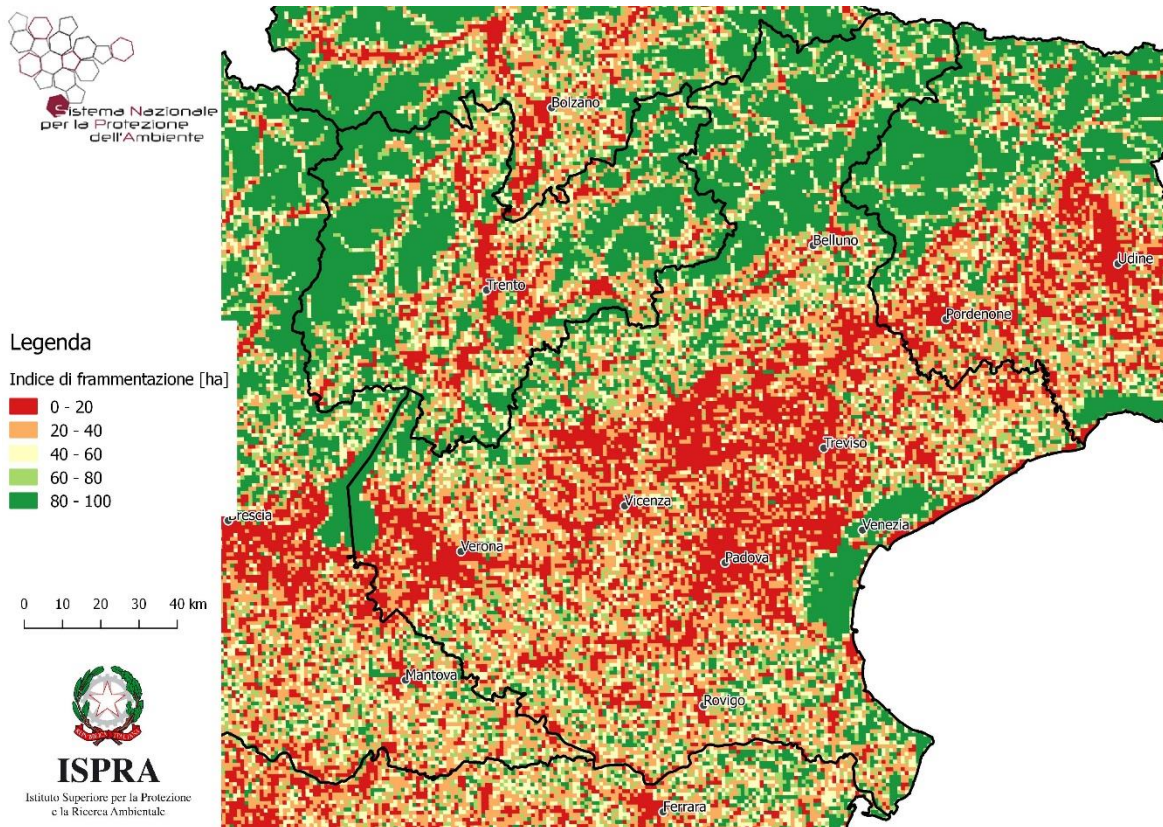 Sistema Nazionale
per la Protezione
dell'Ambiente
Legenda
Indice di frammentazione [ha]
0 - 20
20 - 40
40 - 60
60 - 80
80 - 100
0 10 20 30 40 km
ISPRA
Istituto Superiore per la Protezione
e la Ricerca Ambientale
Bolzano
Belluno
Udine
Trento
Pordenone
Treviso
Vicenza
Brescia
Venezia
Verona
Padova
Mantova
Rovigo
Ferrara